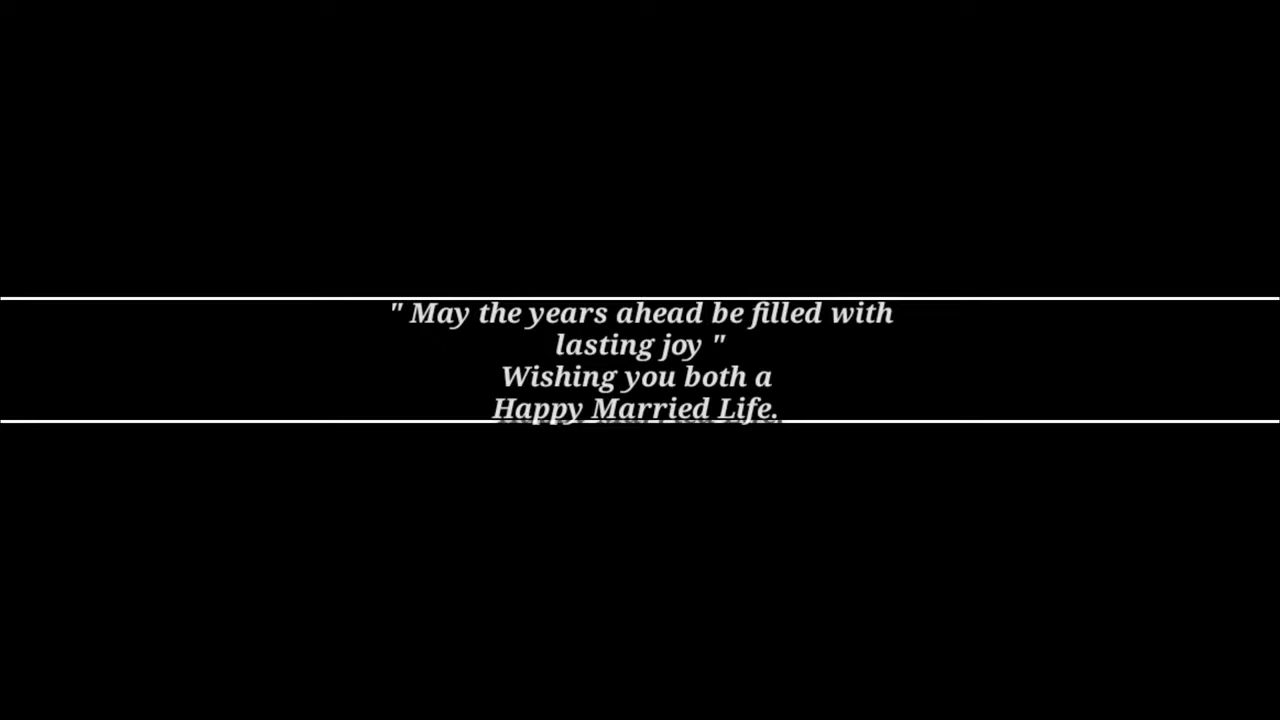 " May the years ahead be filled with
lasting joy "
Wishing you both a
Happy Married Life.